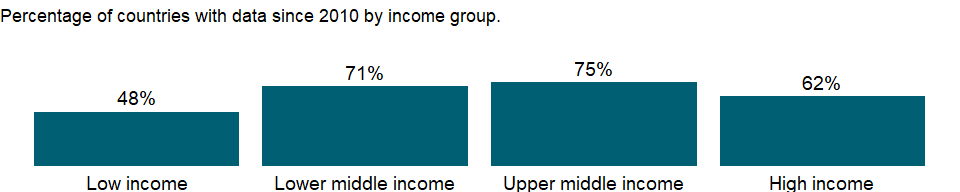 Percentage of countries with data since 2010 by income group.
48%
71%
75%
62%
Low income
Lower middle income
Upper middle income
High income